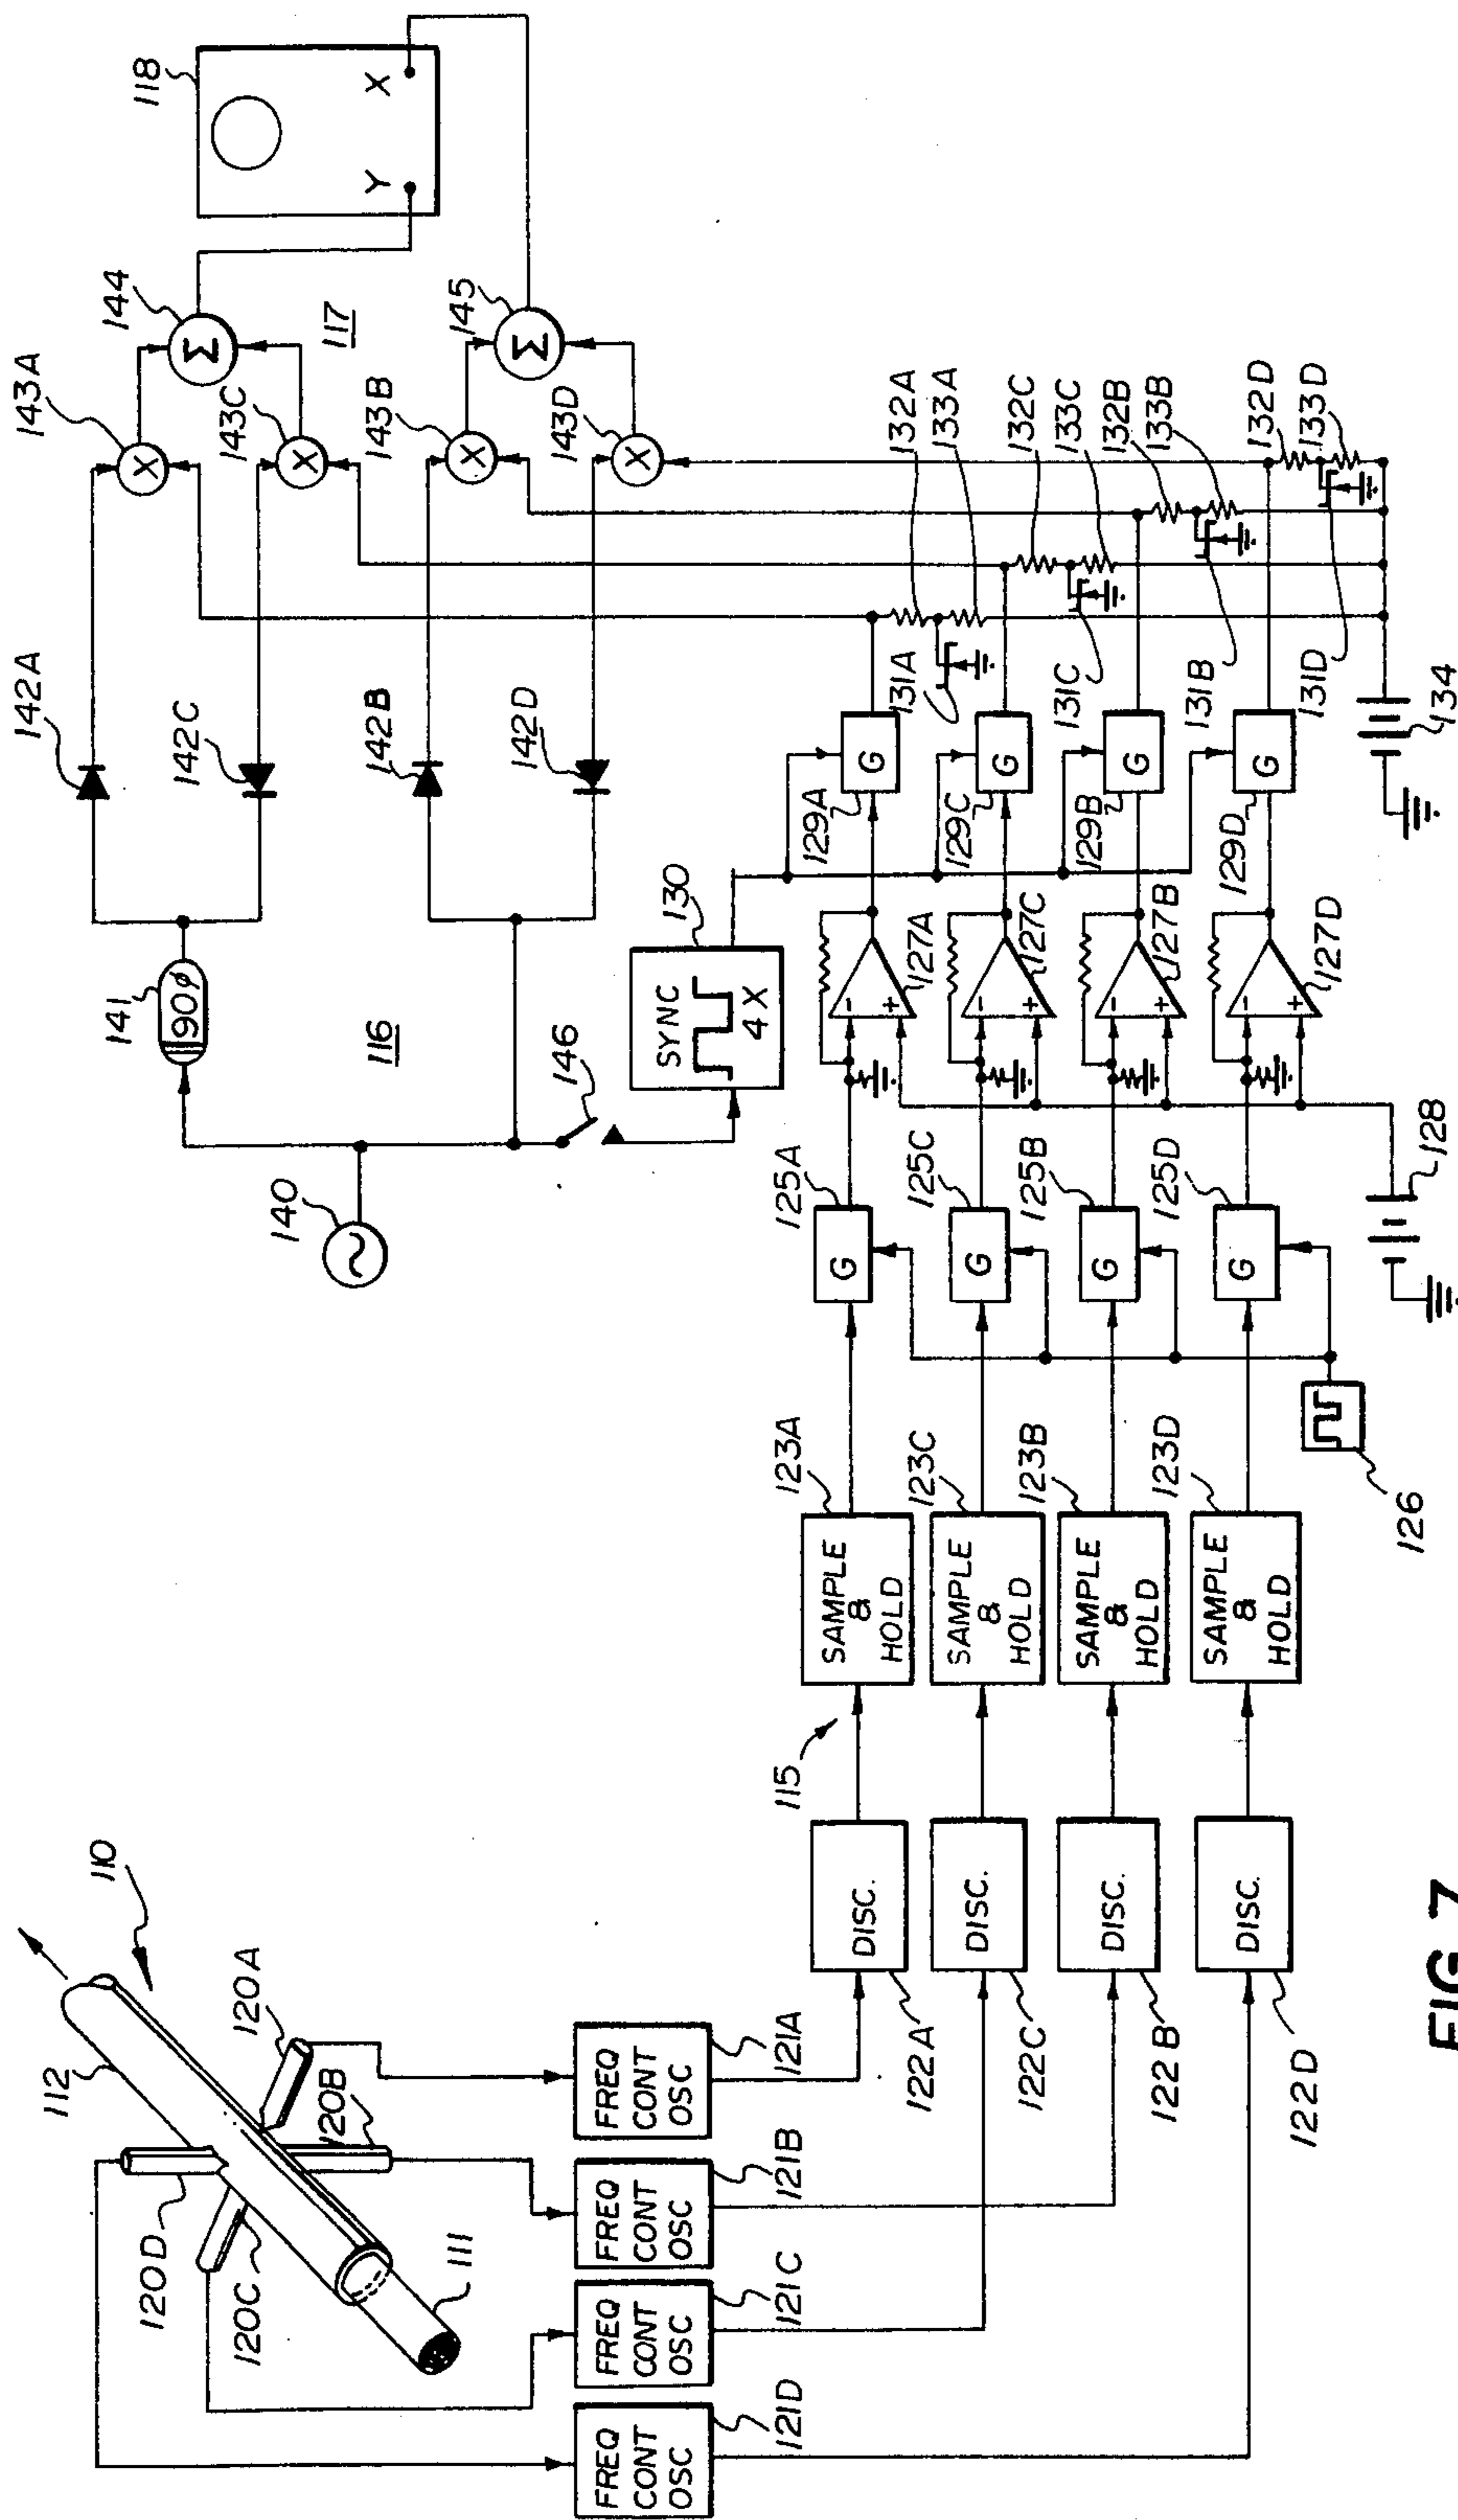 110
112
120A
120B
120D
120C
111
FREQ
CONT
OSC
121A
FREQ
CONT
OSC
121B
FREQ
CONT
OSC
121C
FREQ
CONT
OSC
121D
115
DISC.
122A
DISC.
122C
DISC.
122B
DISC.
122D
SAMPLE
&
HOLD
123A
SAMPLE
&
HOLD
123C
SAMPLE
&
HOLD
123B
SAMPLE
&
HOLD
123D
126
G
125A
G
125C
G
125B
G
125D
128
140
141
90φ
116
146
SYNC
4X
130
-
+
127A
-
+
127C
-
+
127B
-
+
127D
G
129A
G
129C
G
129B
G
129D
131A
131C
131B
131D
134
132A
133A
132C
133C
132B
133B
132D
133D
142A
142C
142B
142D
X
143A
X
143C
X
143B
X
143D
Σ
144
Σ
145
117
118
Y
X
FIG. 7